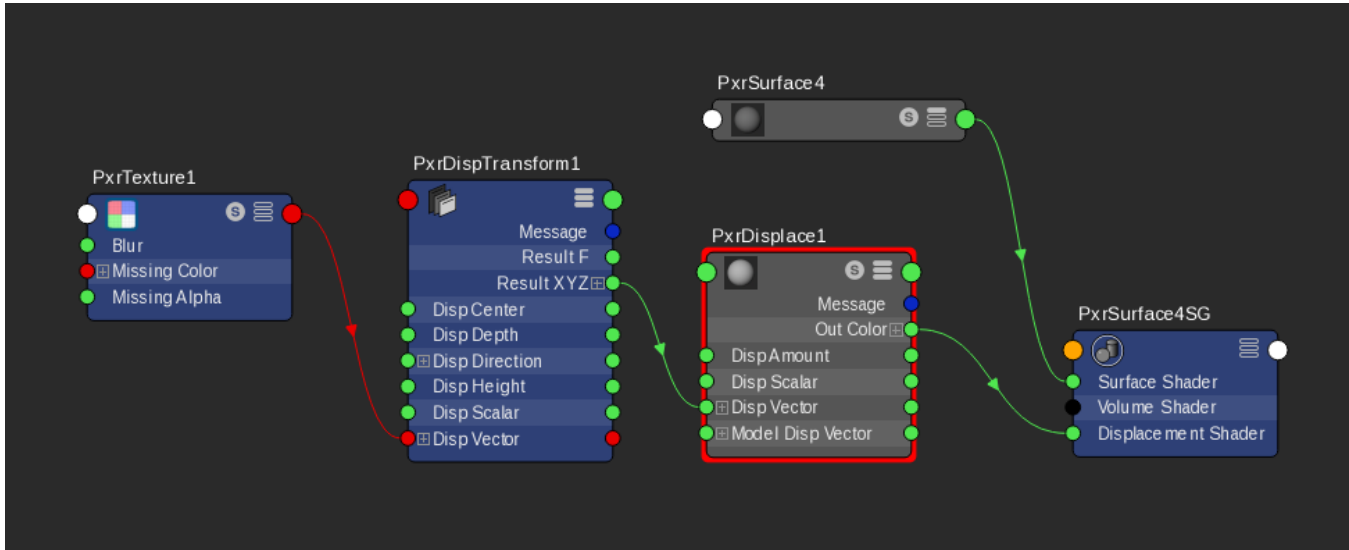 PxrTexture1
S
Blur
Missing Color
Missing Alpha
PxrDispTransform1
Message
Result F
Result XYZ
Disp Center
Disp Depth
Disp Direction
Disp Height
Disp Scalar
Disp Vector
PxrSurface4
S
PxrDisplace1
S
Message
Out Color
Disp Amount
Disp Scalar
Disp Vector
Model Disp Vector
PxrSurface4SG
Surface Shader
Volume Shader
Displacement Shader